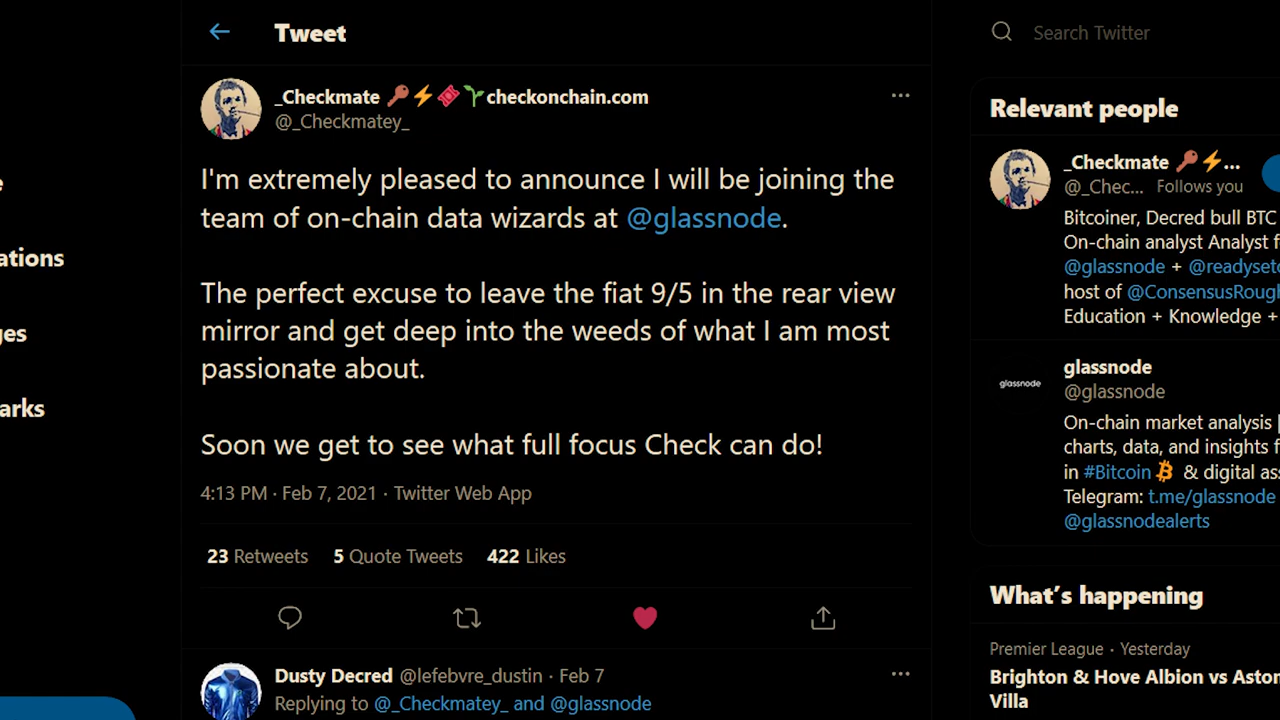 Tweet
_Checkmate 🔑⚡🎟🌱checkonchain.com
@_Checkmatey_
I'm extremely pleased to announce I will be joining the
team of on-chain data wizards at @glassnode.
The perfect excuse to leave the fiat 9/5 in the rear view
mirror and get deep into the weeds of what I am most
passionate about.
Soon we get to see what full focus Check can do!
4:13 PM · Feb 7, 2021 · Twitter Web App
23 Retweets 5 Quote Tweets 422 Likes
Dusty Decred @lefebvre_dustin · Feb 7
Replying to @_Checkmatey_ and @glassnode
Search Twitter
Relevant people
_Checkmate 🔑⚡...
@_Chec... Follows you
Bitcoiner, Decred bull BTC
On-chain analyst Analyst f
@glassnode + @readyset
host of @ConsensusRough
Education + Knowledge +
glassnode
glassnode
@glassnode
On-chain market analysis |
charts, data, and insights f
in #Bitcoin & digital ass
Telegram: t.me/glassnode
@glassnodealerts
What's happening
Premier League · Yesterday
Brighton & Hove Albion vs Aston
Villa